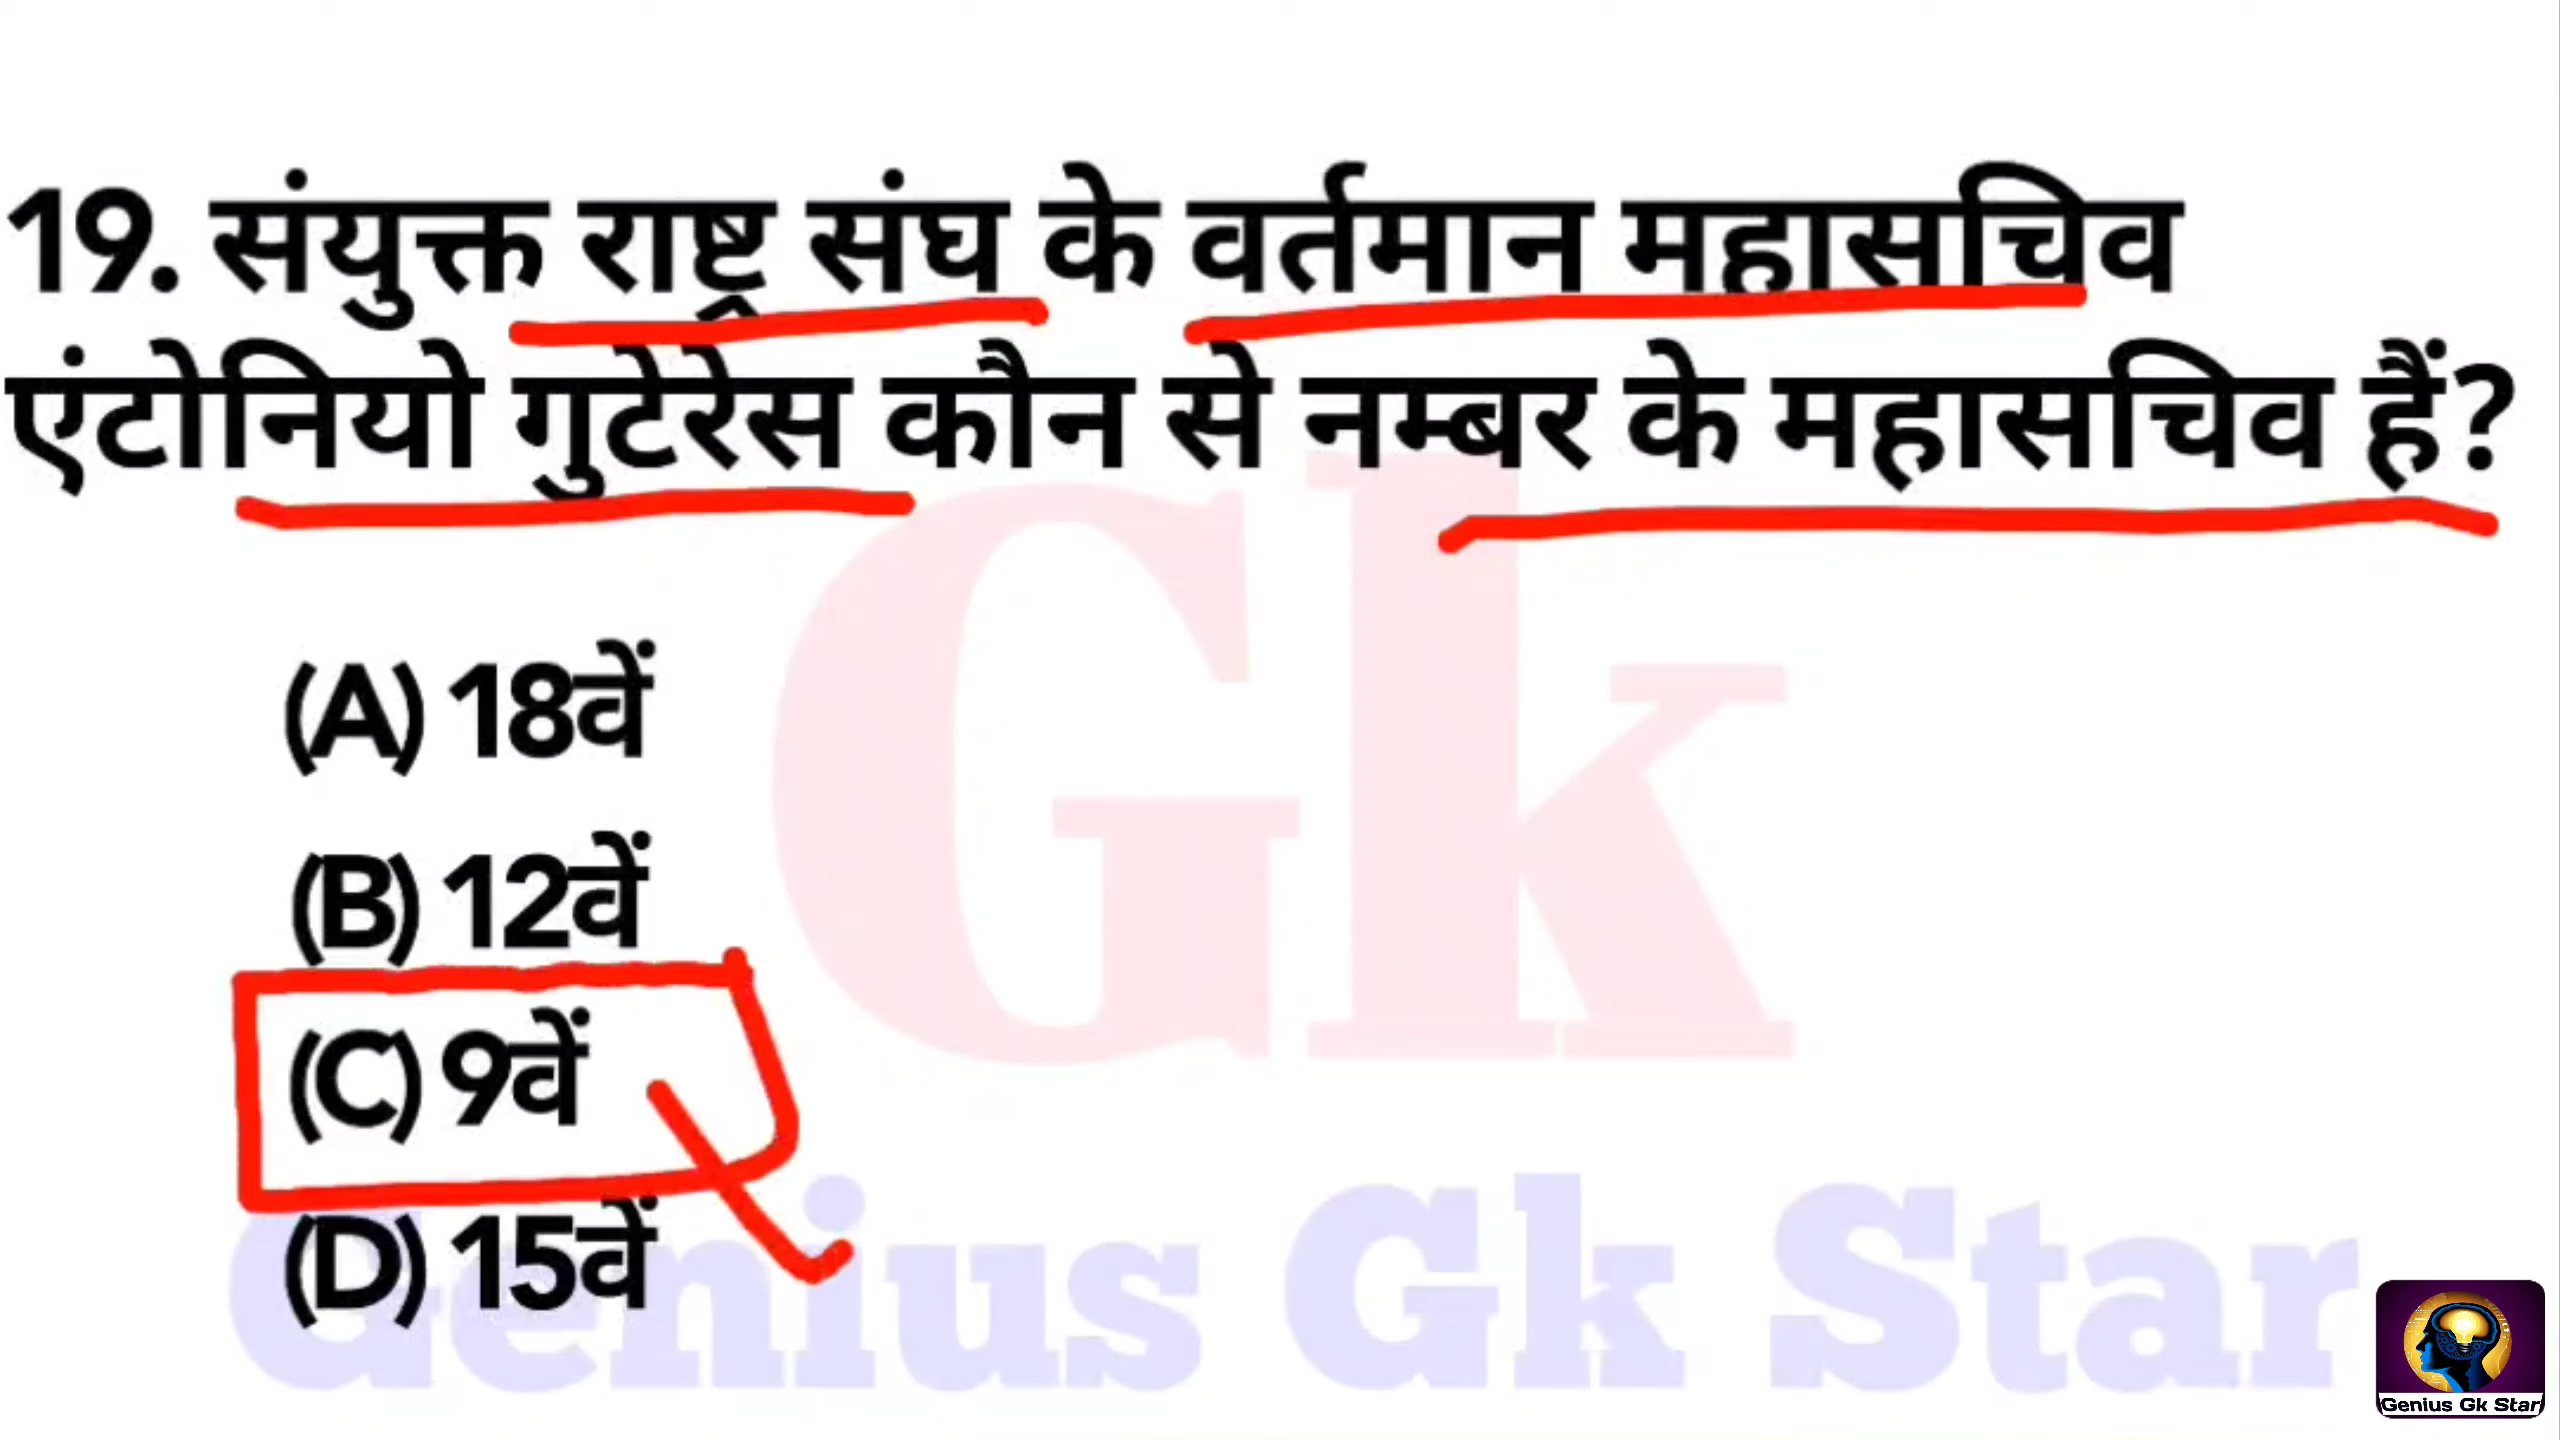 19. संयुक्त राष्ट्र संघ के वर्तमान महासचिव
एंटोनियो गुटेरेस कौन से नम्बर के महासचिव हैं?
(A) 18वें
(B) 12वें
(C) 9वें
(D) 15वें
Gk
Genius Gk Star
Genius Gk Star